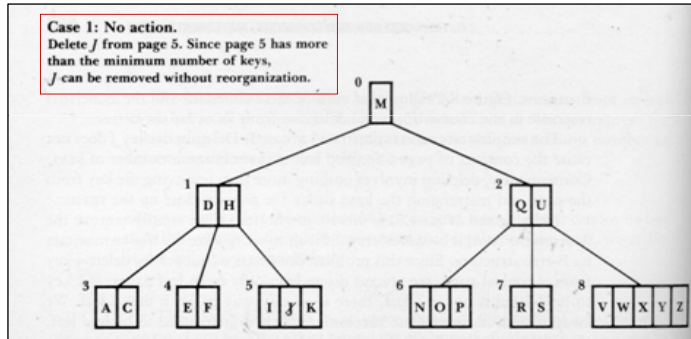 Case 1: No action.
Delete J from page 5. Since page 5 has more
than the minimum number of keys,
J can be removed without reorganization.
0
M
1
D H
2
Q U
3
A C
4
E F
5
I J K
6
N O P
7
R S
8
V W X Y Z